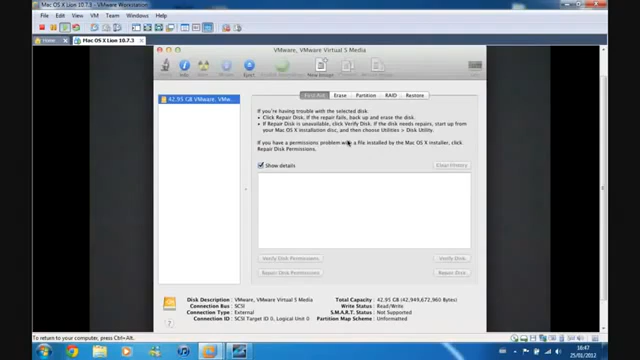 Mac OS X Lion 10.7.3 - VMware Workstation
File Edit View VM Team Windows Help
Home Mac OS X Lion 10.7.3
VMware, VMware Virtual S Media
Info Eject New Image
42.95 GB VMware, VMw...
First Aid Erase Partition RAID Restore
If you're having trouble with the selected disk:
• Click Repair Disk. If the repair fails, back up and erase the disk.
• If Repair Disk is unavailable, click Verify Disk. If the disk needs repairs, start up from
your Mac OS X installation disc, and then choose Utilities > Disk Utility.
If you have a permissions problem with a file installed by the Mac OS X installer, click
Repair Disk Permissions.
Show details
Clear History
Verify Disk Permissions Verify Disk
Repair Disk Permissions Repair Disk
Disk Description : VMware, VMware Virtual S Media Total Capacity : 42.95 GB (42,949,672,960 Bytes)
Connection Bus : SCSI Write Status : Read/Write
Connection Type : External S.M.A.R.T. Status : Not Supported
Connection ID : SCSI Target ID 0, Logical Unit 0 Partition Map Scheme : Unformatted
To return to your computer, press Ctrl+Alt.
16:47
25/01/2012